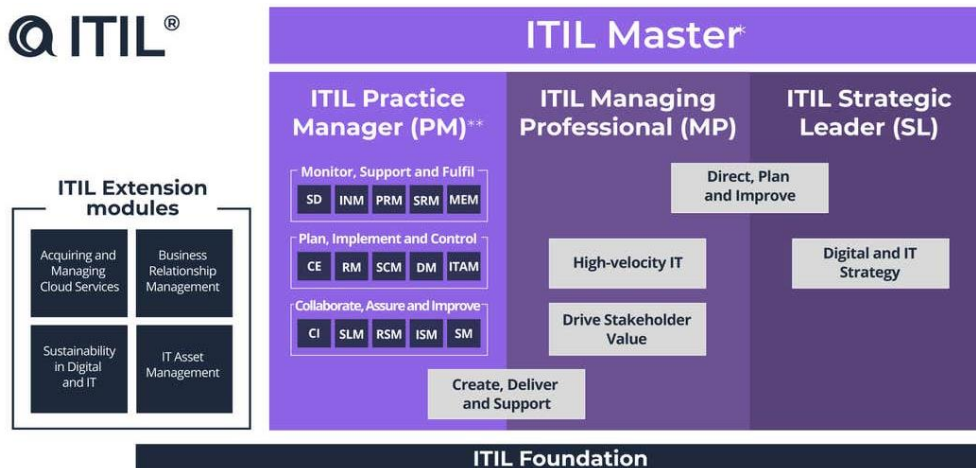 ITIL®
ITIL Master*
ITIL Practice
Manager (PM)**
ITIL Managing
Professional (MP)
ITIL Strategic
Leader (SL)
Monitor, Support and Fulfil
SD INM PRM SRM MEM
Plan, Implement and Control
CE RM SCM DM ITAM
Collaborate, Assure and Improve
CI SLM RSM ISM SM
Direct, Plan
and Improve
High-velocity IT
Digital and IT
Strategy
Drive Stakeholder
Value
Create, Deliver
and Support
ITIL Extension
modules
Acquiring and
Managing
Cloud Services
Business
Relationship
Management
Sustainability
in Digital
and IT
IT Asset
Management
ITIL Foundation